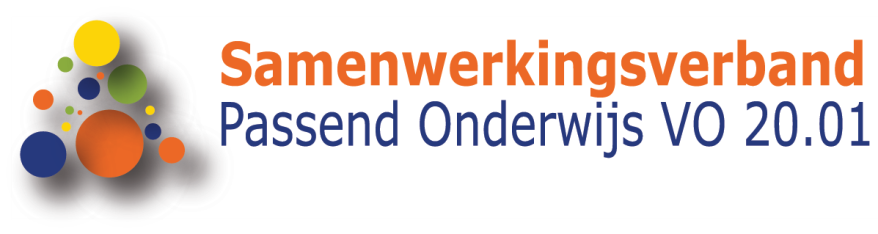 Samenwerkingsverband
Passend Onderwijs VO 20.01